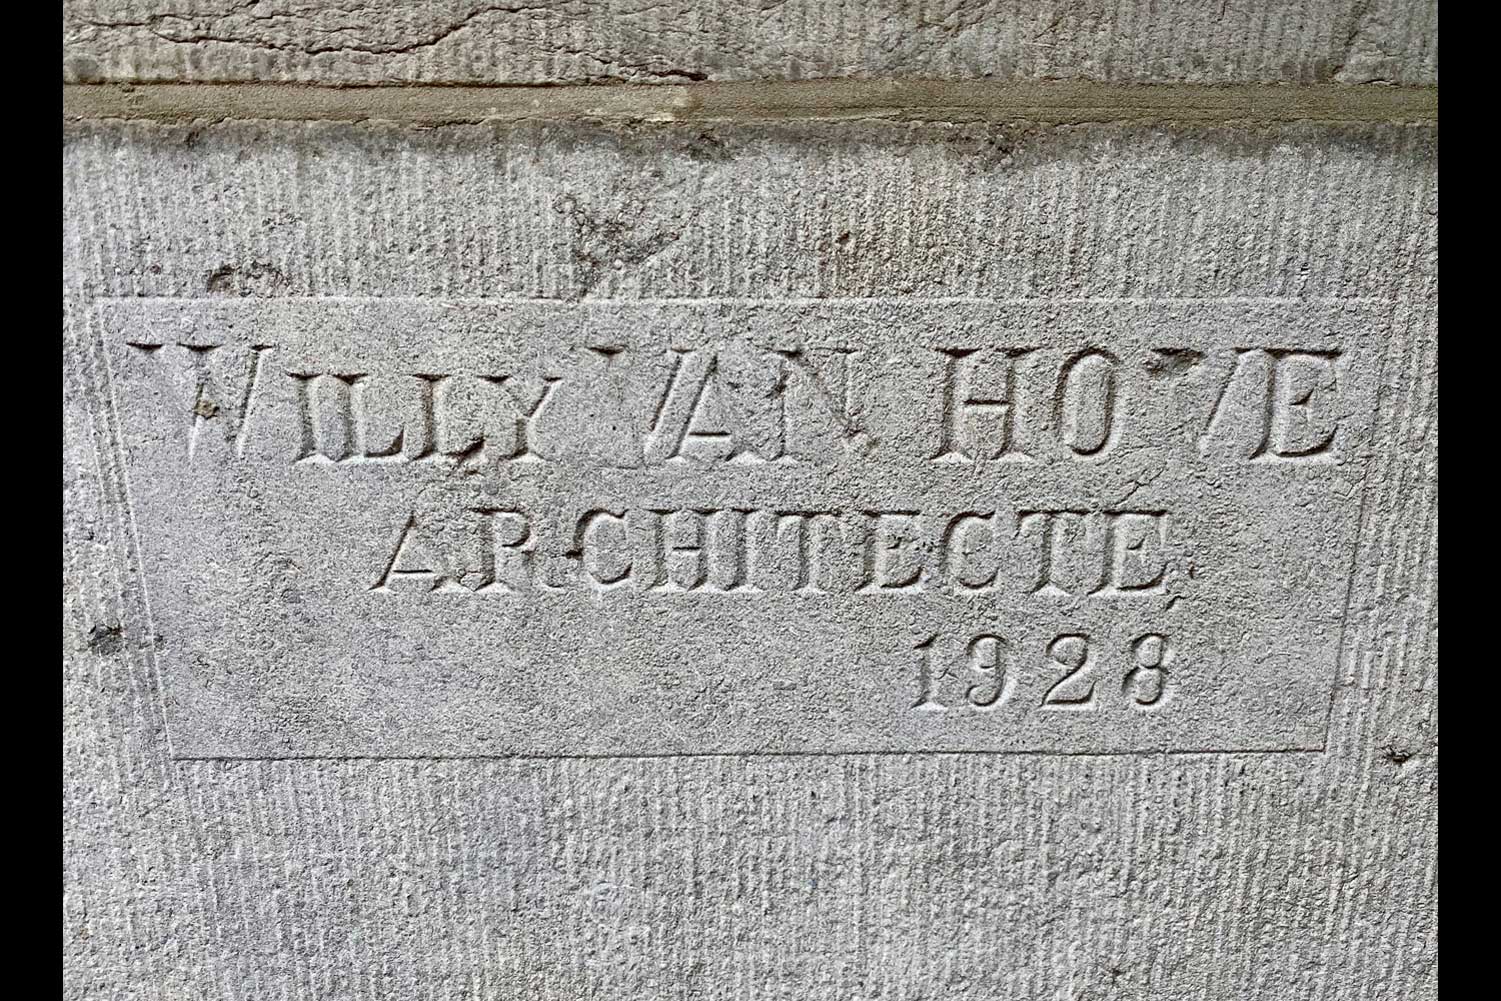 WILLY VAN HOVE
ARCHITECTE
1928